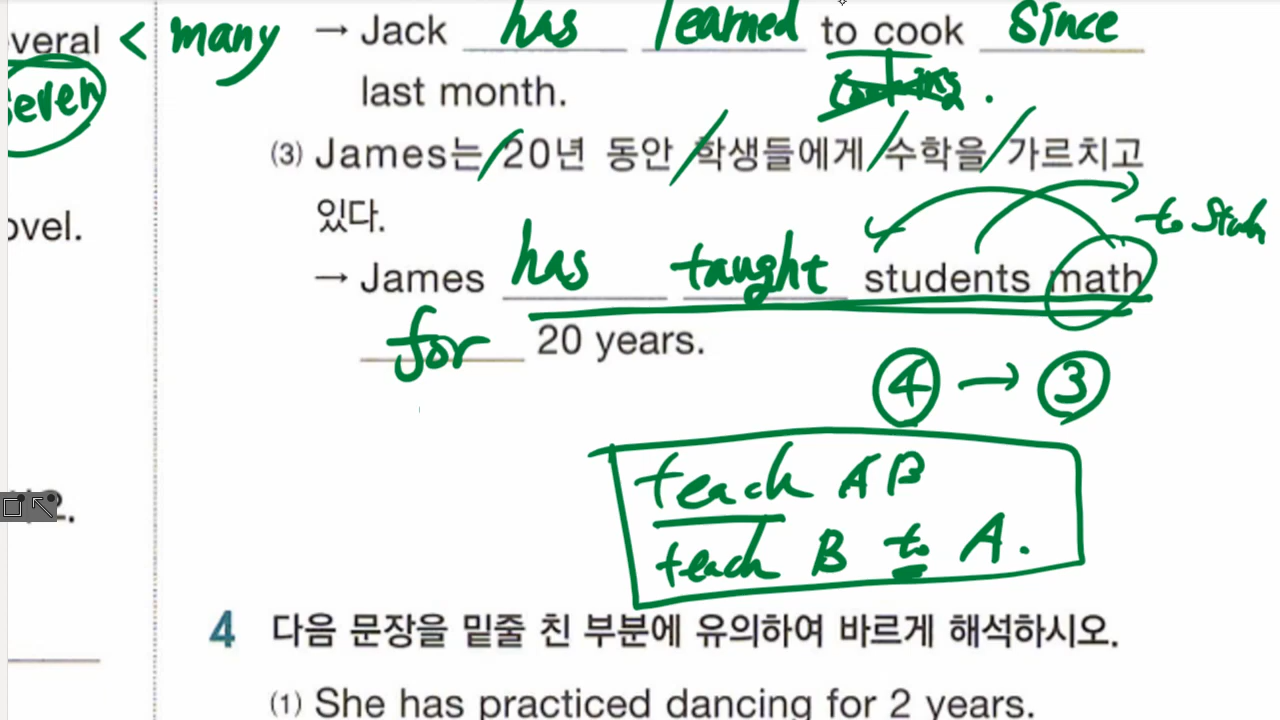 veral < many → Jack has learned to cook since
seven last month.
(3) James는 / 20년 동안 / 학생들에게 / 수학을 / 가르치고
있다.
ovel.
to
→ James has taught students math
for 20 years.
④ → ③
teach A B
teach B to A.
4 다음 문장을 밑줄 친 부분에 유의하여 바르게 해석하시오.
(1) She has practiced dancing for 2 years.